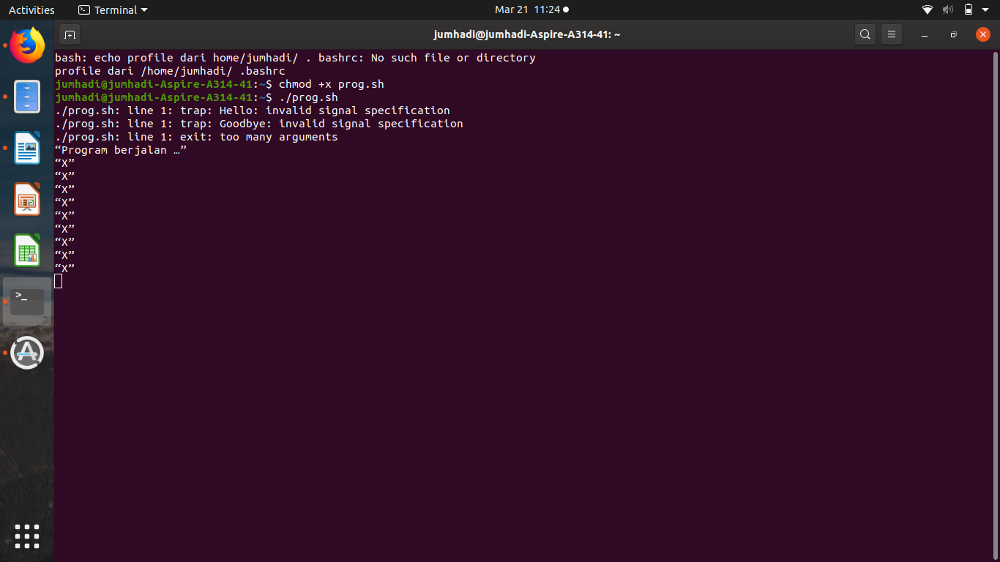 Activities Terminal Mar 21 11:24
jumhadi@jumhadi-Aspire-A314-41: ~
bash: echo profile dari home/jumhadi/ . bashrc: No such file or directory
profile dari /home/jumhadi/ .bashrc
jumhadi@jumhadi-Aspire-A314-41:~$ chmod +x prog.sh
jumhadi@jumhadi-Aspire-A314-41:~$ ./prog.sh
./prog.sh: line 1: trap: Hello: invalid signal specification
./prog.sh: line 1: trap: Goodbye: invalid signal specification
./prog.sh: line 1: exit: too many arguments
“Program berjalan …”
“X”
“X”
“X”
“X”
“X”
“X”
“X”
“X”
“X”